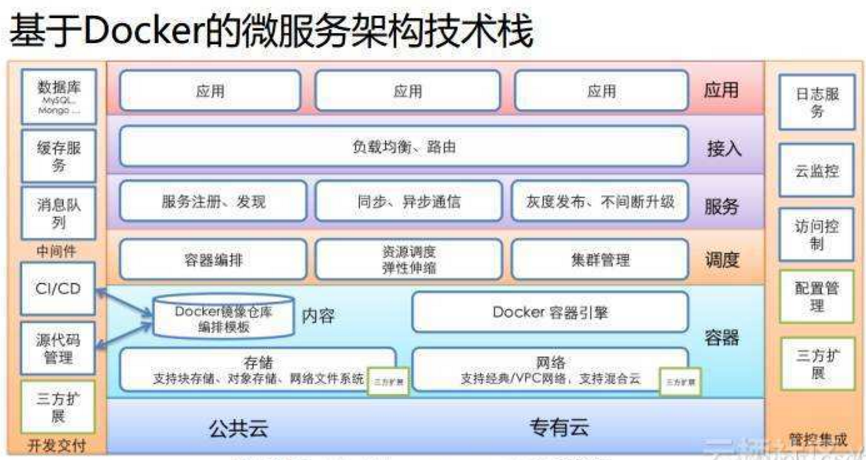 基于Docker的微服务架构技术栈
数据库
MySQL,
Mongo ...
缓存服
务
消息队
列
中间件
CI/CD
源代码
管理
三方扩
展
开发交付
应用
应用
应用
应用
负载均衡、路由
接入
服务注册、发现
同步、异步通信
灰度发布、不间断升级
服务
容器编排
资源调度
弹性伸缩
集群管理
调度
Docker镜像仓库
编排模板
内容
Docker 容器引擎
容器
存储
支持块存储、对象存储、网络文件系统
三方扩展
网络
支持经典/VPC网络，支持混合云
三方扩展
公共云
专有云
日志服
务
云监控
访问控
制
配置管
理
三方扩
展
管控集成